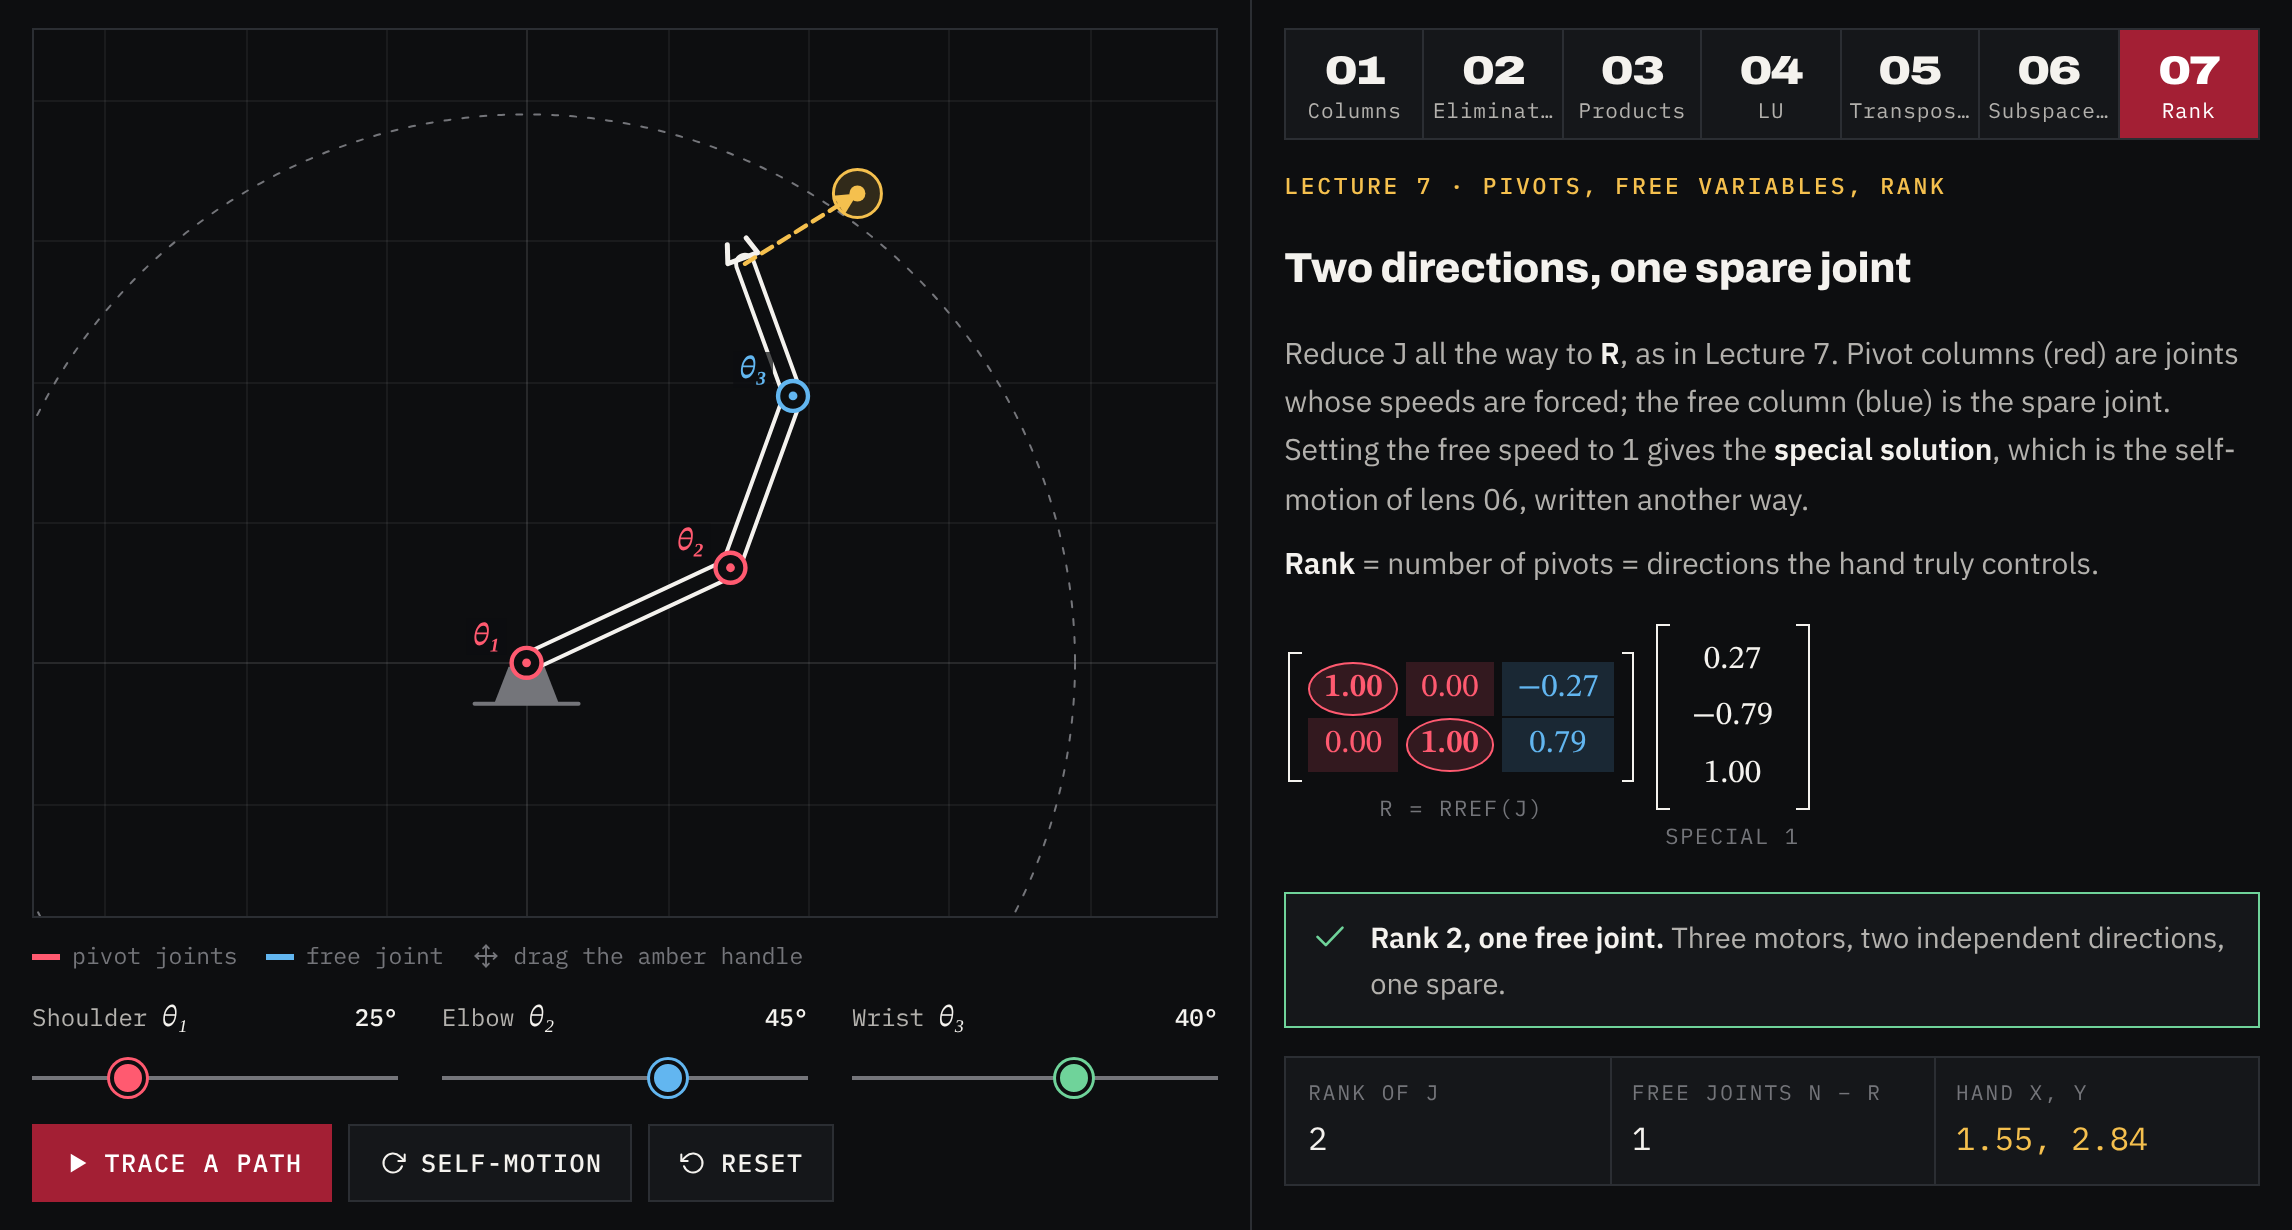 θ3
θ2
θ1
pivot joints free joint drag the amber handle
Shoulder θ1 25° Elbow θ2 45° Wrist θ3 40°
TRACE A PATH SELF-MOTION RESET
01 02 03 04 05 06 07
Columns Eliminat… Products LU Transpos… Subspace… Rank
LECTURE 7 · PIVOTS, FREE VARIABLES, RANK
Two directions, one spare joint
Reduce J all the way to R, as in Lecture 7. Pivot columns (red) are joints
whose speeds are forced; the free column (blue) is the spare joint.
Setting the free speed to 1 gives the special solution, which is the self-
motion of lens 06, written another way.
Rank = number of pivots = directions the hand truly controls.
1.00 0.00 −0.27
0.00 1.00 0.79
R = RREF(J)
0.27
−0.79
1.00
SPECIAL 1
Rank 2, one free joint. Three motors, two independent directions,
one spare.
RANK OF J FREE JOINTS N − R HAND X, Y
2 1 1.55, 2.84